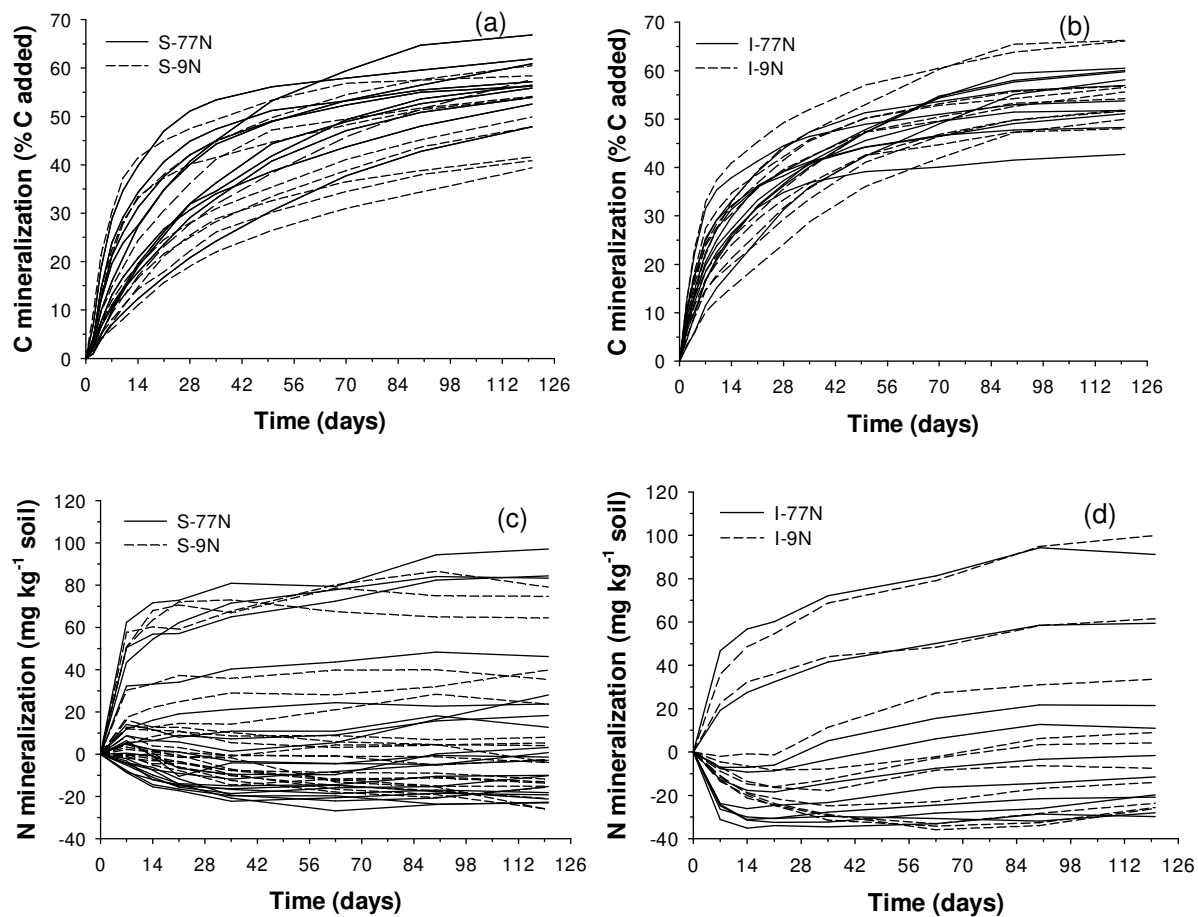 (a)
S-77N
S-9N
C mineralization (% C added)
70
60
50
40
30
20
10
0
0 14 28 42 56 70 84 98 112 126
Time (days)
(b)
I-77N
I-9N
C mineralization (% C added)
70
60
50
40
30
20
10
0
0 14 28 42 56 70 84 98 112 126
Time (days)
(c)
S-77N
S-9N
N mineralization (mg kg⁻¹ soil)
120
100
80
60
40
20
0
-20
-40
0 14 28 42 56 70 84 98 112 126
Time (days)
(d)
I-77N
I-9N
N mineralization (mg kg⁻¹ soil)
120
100
80
60
40
20
0
-20
-40
0 14 28 42 56 70 84 98 112 126
Time (days)